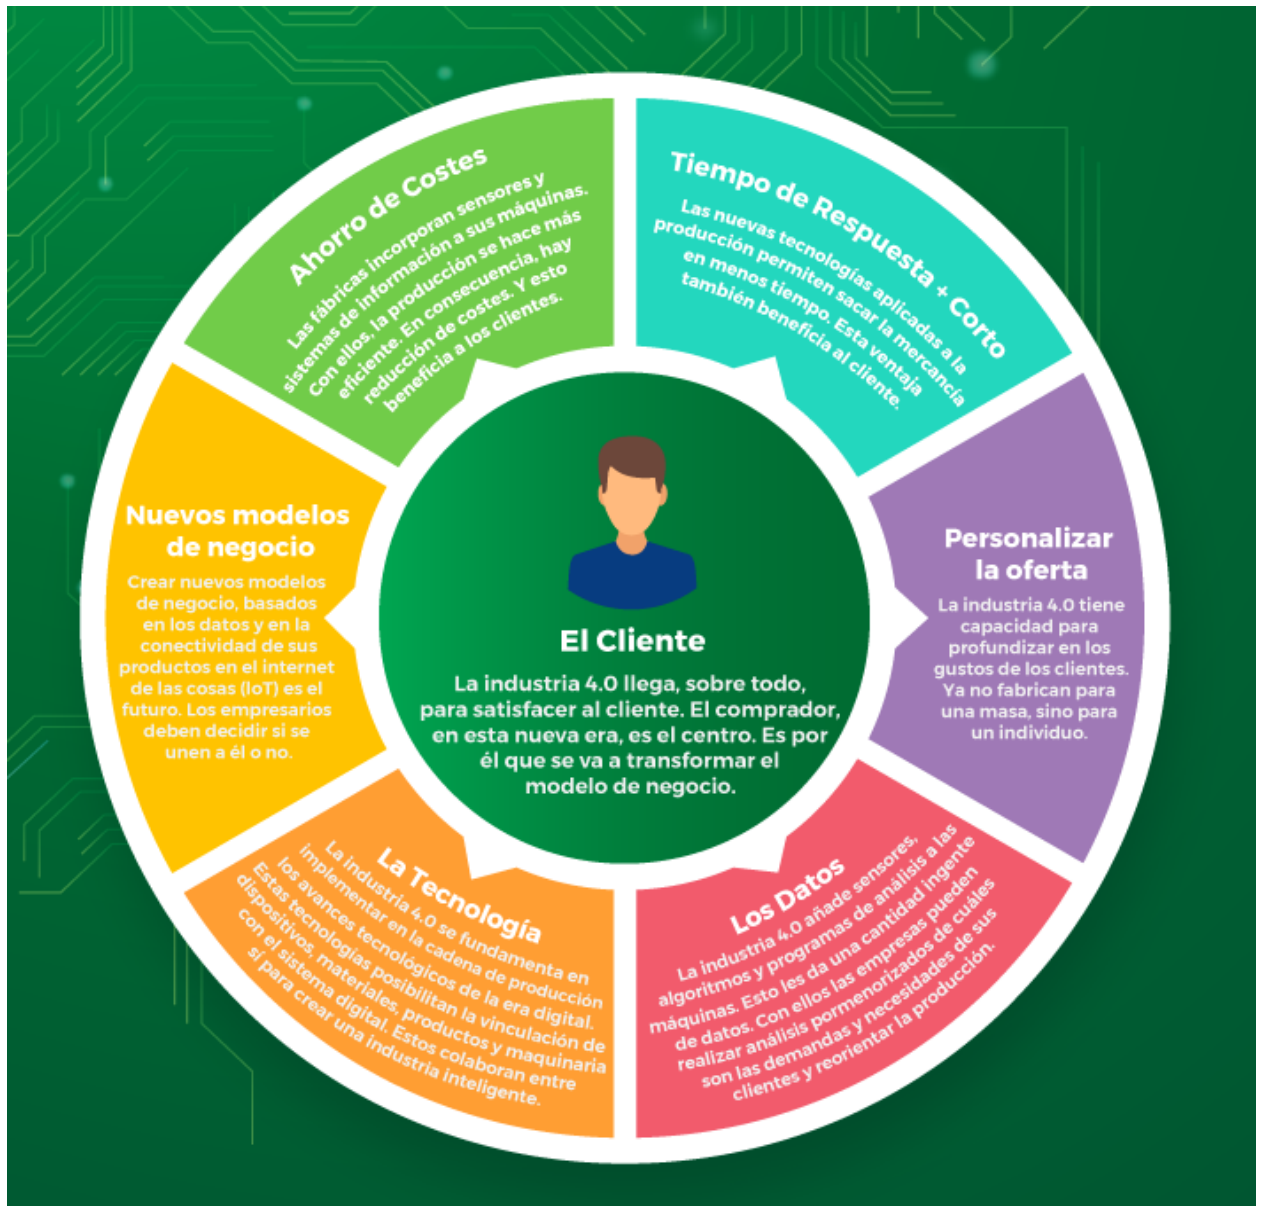 Ahorro de Costes
Las fábricas incorporan sensores y
sistemas de información a sus máquinas.
Con ellos, la producción se hace más
eficiente. En consecuencia, hay
reducción de costes. Y esto
beneficia a los clientes.
Tiempo de Respuesta + Corto
Las nuevas tecnologías aplicadas a la
producción permiten sacar la mercancía
en menos tiempo. Esta ventaja
también beneficia al cliente.
Personalizar
la oferta
La industria 4.0 tiene
capacidad para
profundizar en los
gustos de los clientes.
Ya no fabrican para
una masa, sino para
un individuo.
Los Datos
La industria 4.0 añade sensores,
algoritmos y programas de análisis a las
máquinas. Esto les da una cantidad ingente
de datos. Con ellos las empresas pueden
realizar análisis pormenorizados de cuáles
son las demandas y necesidades de sus
clientes y reorientar la producción.
La Tecnología
La industria 4.0 se fundamenta en
implementar en la cadena de producción
los avances tecnológicos de la era digital.
Estas tecnologías posibilitan la vinculación de
dispositivos, materiales, productos y maquinaria
con el sistema digital. Estos colaboran entre
sí para crear una industria inteligente.
Nuevos modelos
de negocio
Crear nuevos modelos
de negocio, basados
en los datos y en la
conectividad de sus
productos en el internet
de las cosas (IoT) es el
futuro. Los empresarios
deben decidir si se
unen a él o no.
El Cliente
La industria 4.0 llega, sobre todo,
para satisfacer al cliente. El comprador,
en esta nueva era, es el centro. Es por
él que se va a transformar el
modelo de negocio.